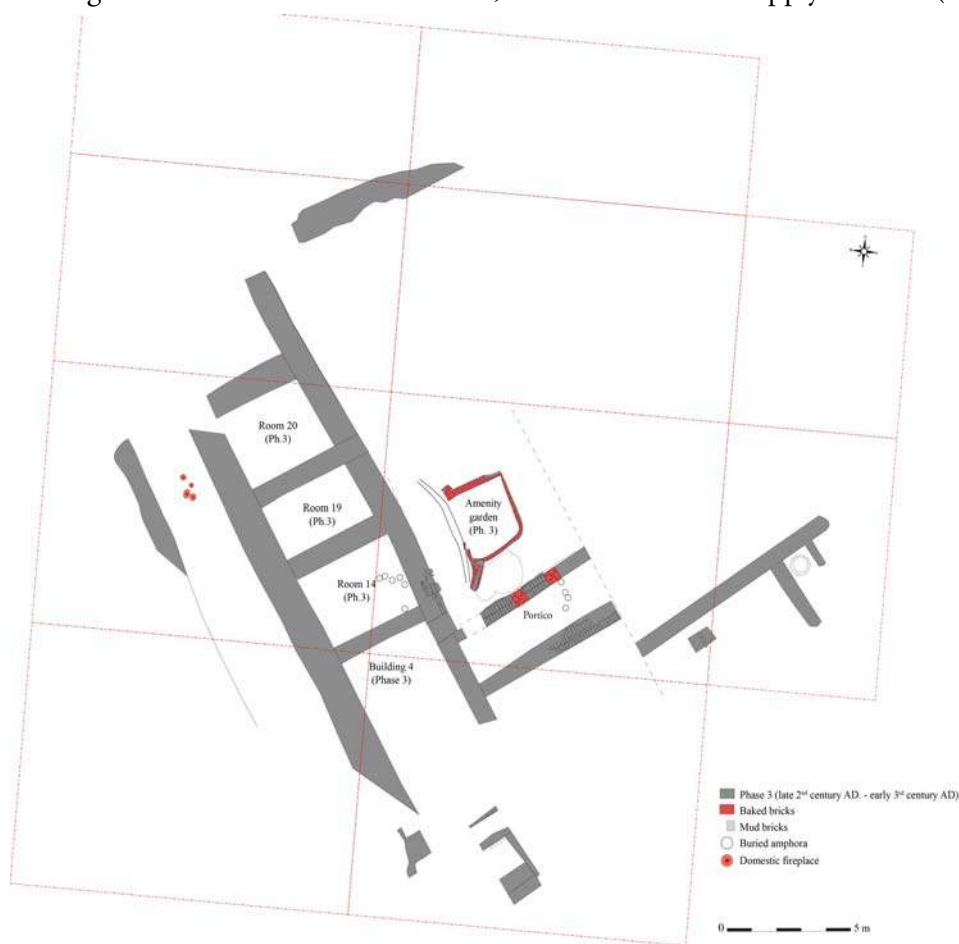 Room 20
(Ph.3)
Room 19
(Ph.3)
Amenity
garden
(Ph. 3)
Room 14
(Ph.3)
Portico
Building 4
(Phase 3)
Phase 3 (late 2nd century AD. - early 3rd century AD)
Baked bricks
Mud bricks
Buried amphora
Domestic fireplace
0 5 m